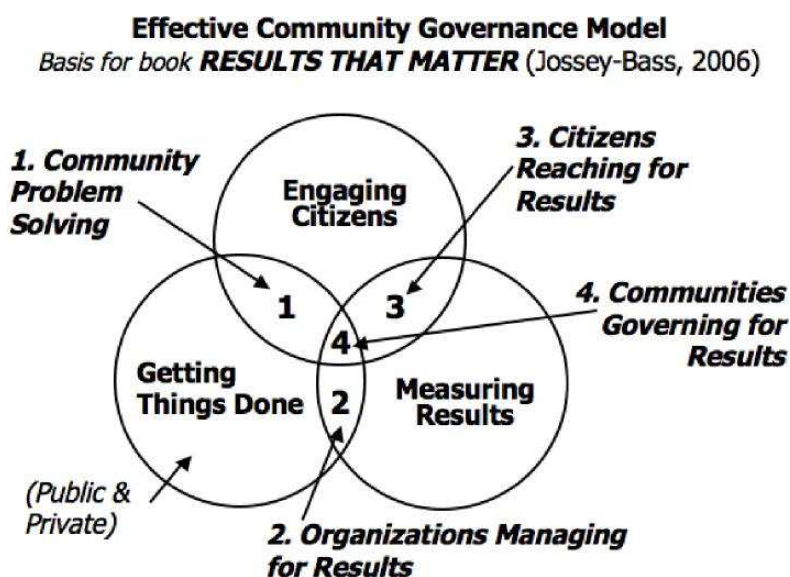 Effective Community Governance Model
Basis for book RESULTS THAT MATTER (Jossey-Bass, 2006)
1. Community
Problem
Solving
3. Citizens
Reaching for
Results
Engaging
Citizens
1
3
4. Communities
Governing for
Results
4
Getting
Things Done
2
Measuring
Results
(Public &
Private)
2. Organizations Managing
for Results